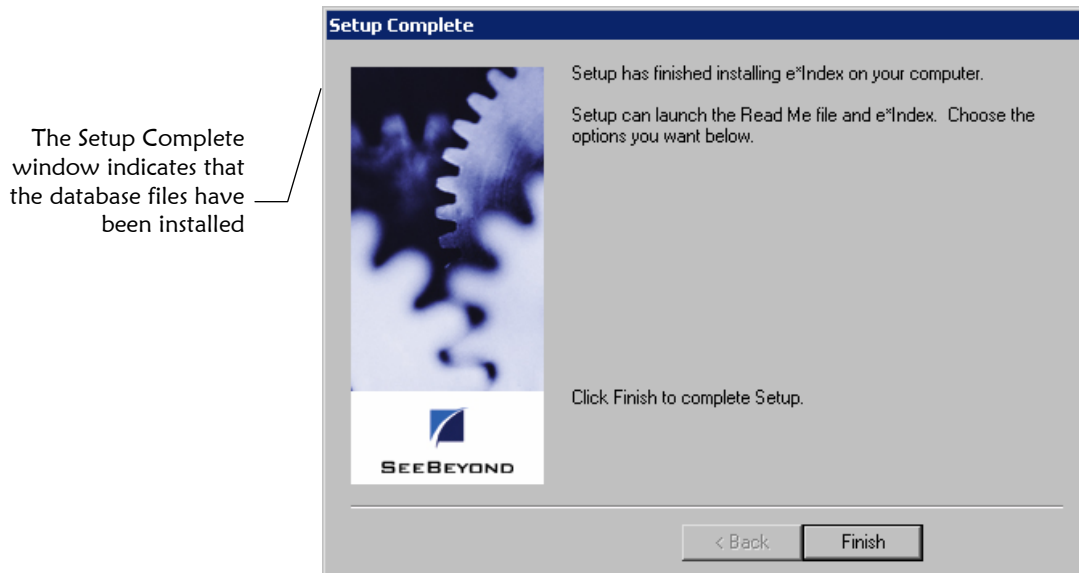 Setup Complete
Setup has finished installing e*Index on your computer.
Setup can launch the Read Me file and e*Index.  Choose the
options you want below.
The Setup Complete
window indicates that
the database files have
been installed
Click Finish to complete Setup.
SEEBEYOND
< Back
Finish